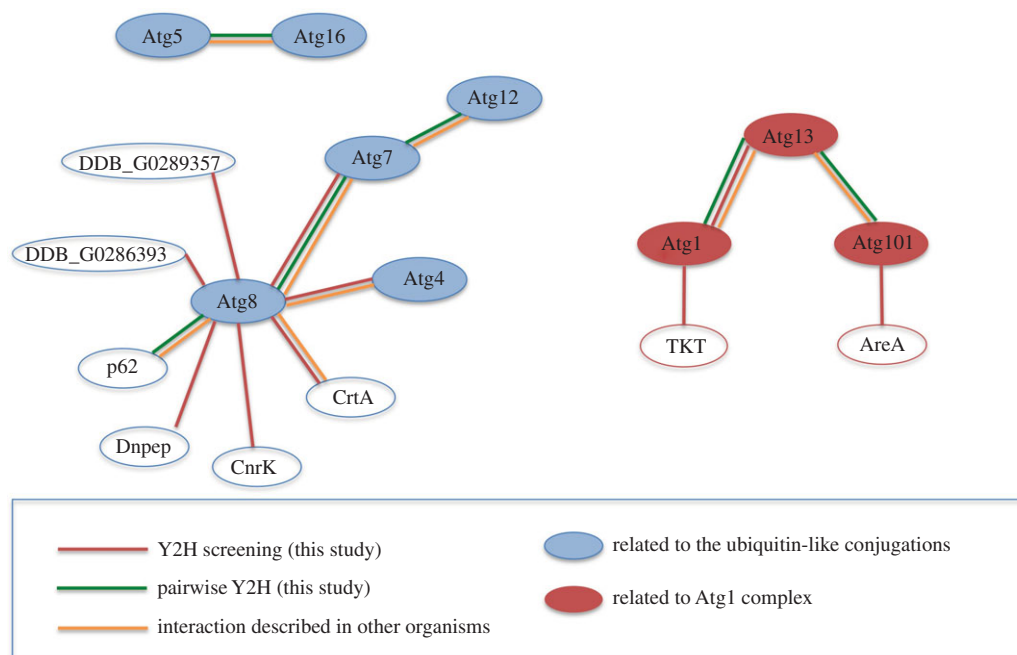 Atg5
Atg16
Atg12
Atg7
Atg13
DDB_G0289357
DDB_G0286393
Atg1
Atg101
Atg8
Atg4
p62
CrtA
TKT
AreA
Dnpep
CnrK
Y2H screening (this study)
pairwise Y2H (this study)
interaction described in other organisms
related to the ubiquitin-like conjugations
related to Atg1 complex